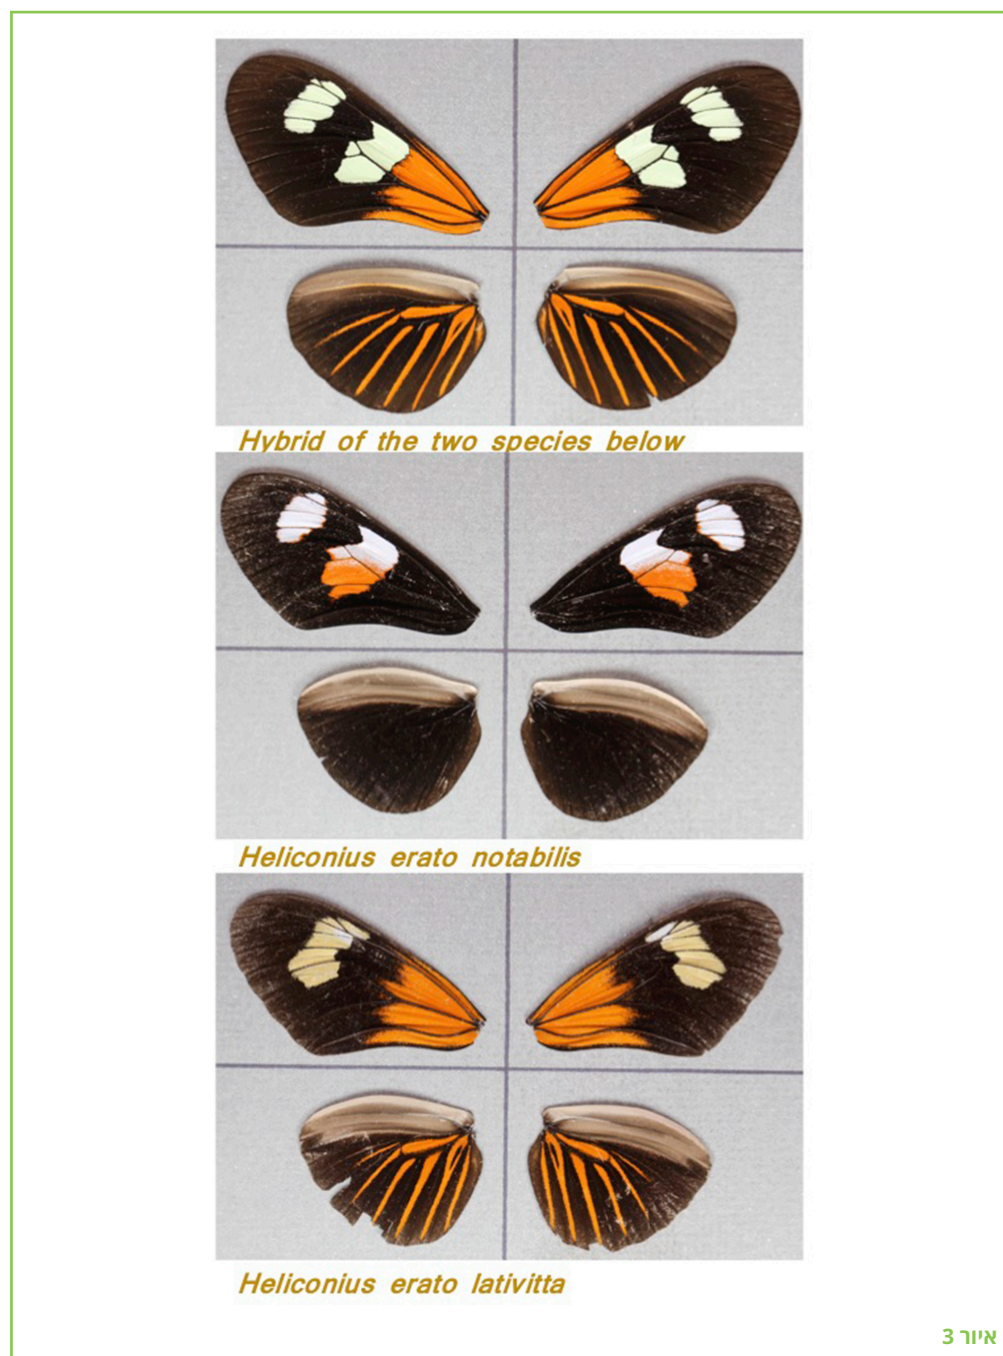 Hybrid of the two species below
Heliconius erato notabilis
Heliconius erato lativitta
איור 3